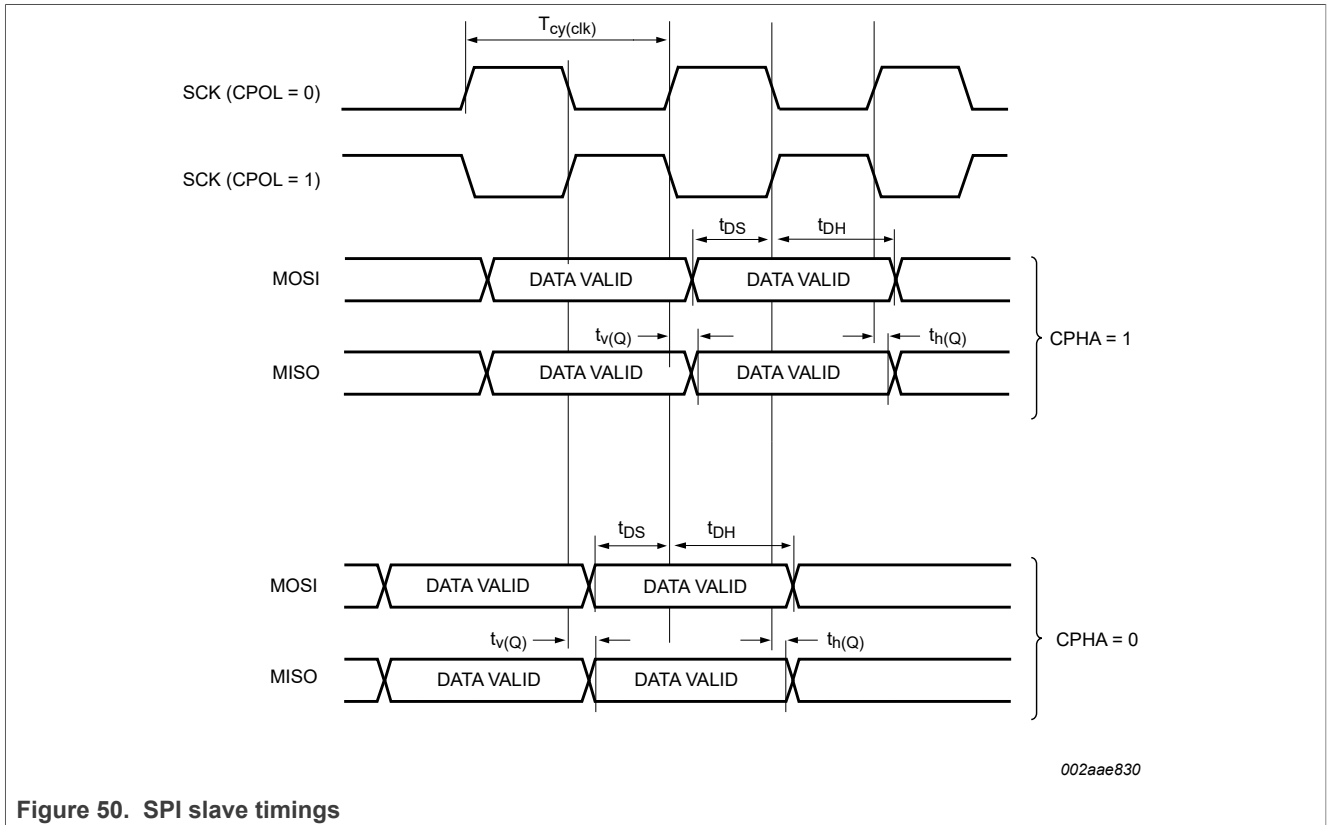 Tcy(clk)
SCK (CPOL = 0)
SCK (CPOL = 1)
tDS tDH
MOSI DATA VALID DATA VALID
tv(Q) th(Q)
CPHA = 1
MISO DATA VALID DATA VALID
tDS tDH
MOSI DATA VALID DATA VALID
tv(Q) th(Q)
CPHA = 0
MISO DATA VALID DATA VALID
002aae830
Figure 50. SPI slave timings